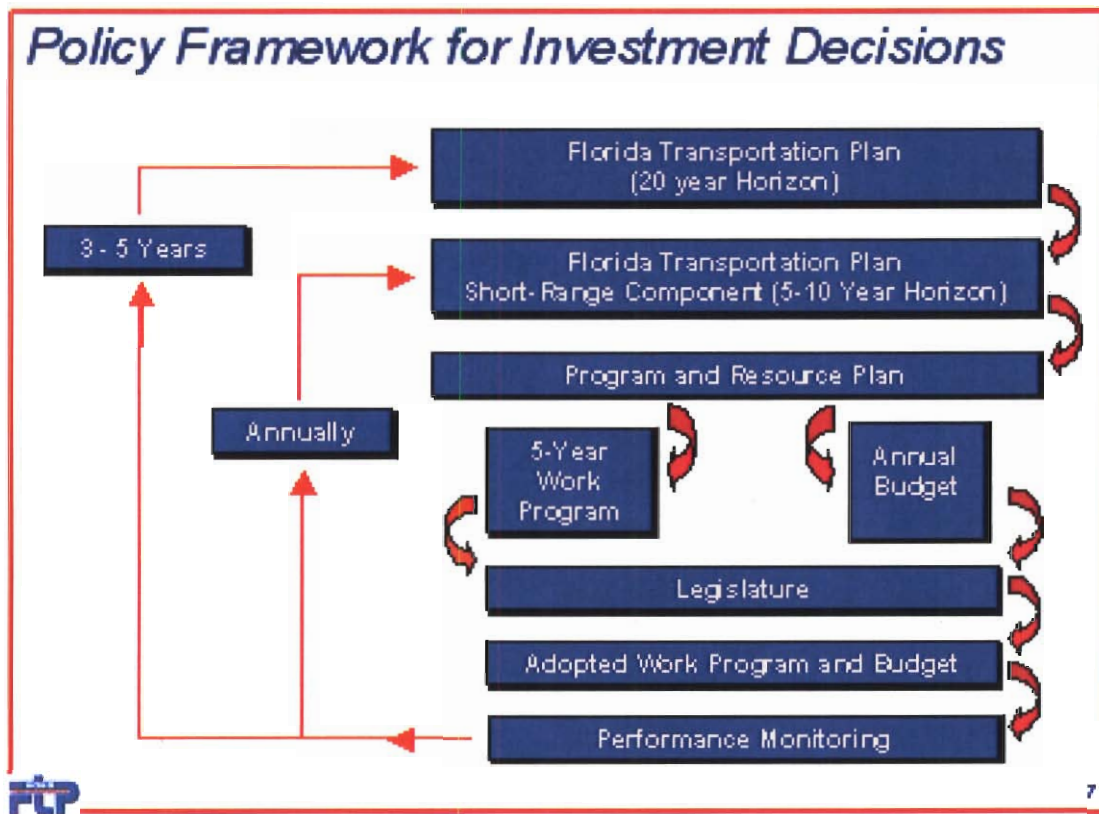 Policy Framework for Investment Decisions
Florida Transportation Plan
(20 year Horizon)
3 - 5 Years
Florida Transportation Plan
Short-Range Component (5-10 Year Horizon)
Program and Resource Plan
Annually
5-Year
Work
Program
Annual
Budget
Legislature
Adopted Work Program and Budget
Performance Monitoring
FTP
7